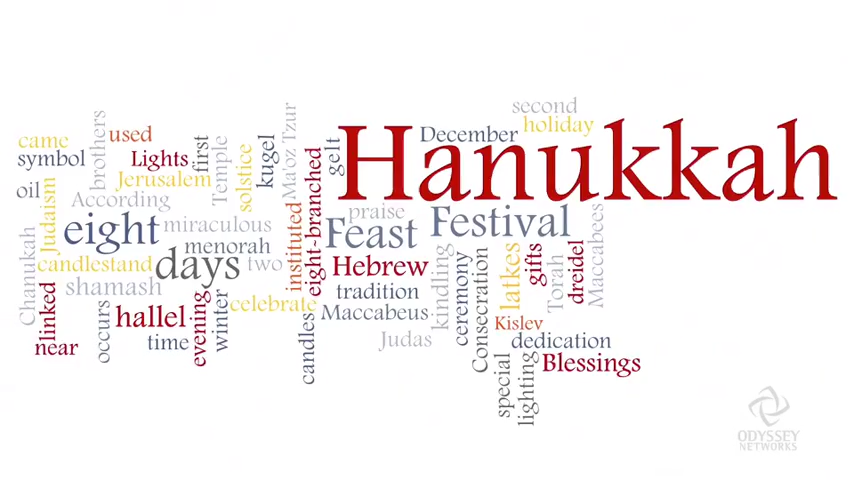 second
December holiday
Hanukkah
came
used
brothers
symbol
Lights
first
Temple
solstice
kugel
Ma'oz Tzur
gelt
oil
Judaism
Jerusalem
According
eight
miraculous
menorah
instituted
eight-branched
praise
Feast
Festival
Chanukah
candlestand
days
two
shamash
Hebrew
kindling
ceremony
Consecration
latkes
gifts
Torah
dreidel
Maccabees
linked
near
occurs
hallel
time
evening
winter
celebrate
candles
tradition
Maccabeus
Judas
Kislev
dedication
special
lighting
Blessings
ODYSSEY
NETWORKS